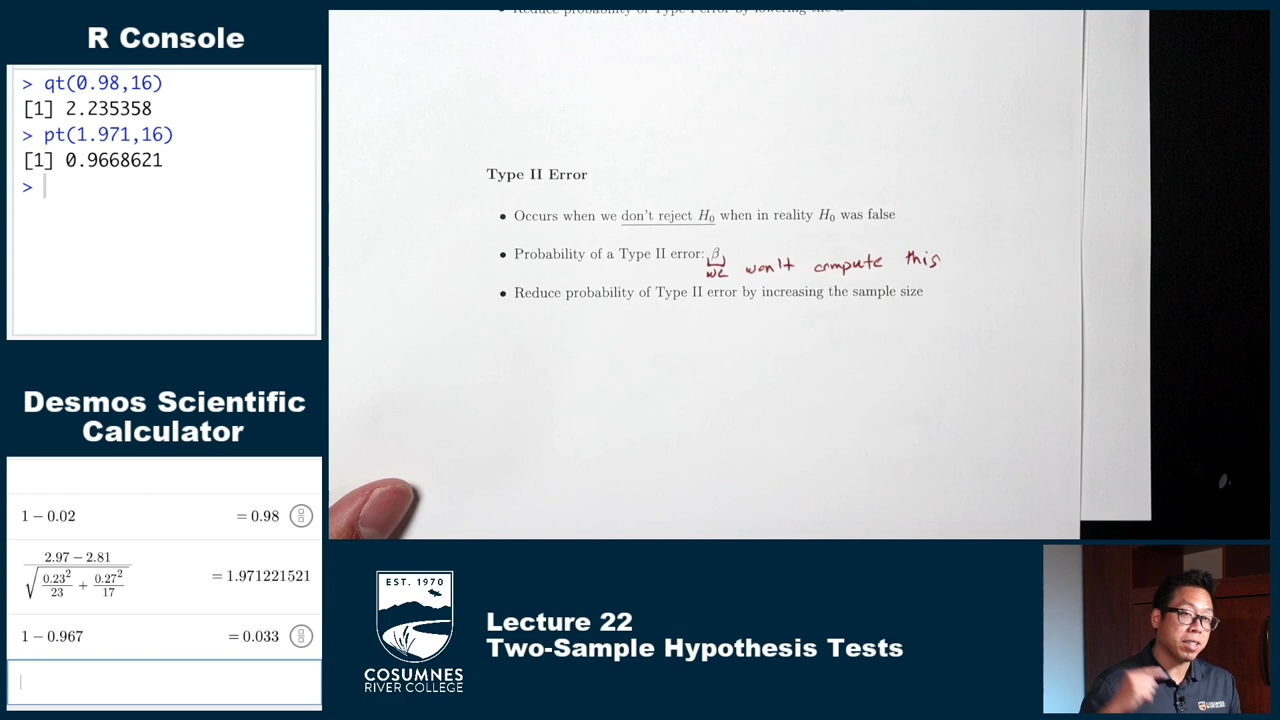 R Console
> qt(0.98,16)
[1] 2.235358
> pt(1.971,16)
[1] 0.9668621
>
Desmos Scientific
Calculator
1 − 0.02 = 0.98
2.97 − 2.81
√ 0.23² / 23 + 0.27² / 17 = 1.971221521
1 − 0.967 = 0.033
Type II Error
• Occurs when we don't reject H₀ when in reality H₀ was false
• Probability of a Type II error: β
we won't compute this
• Reduce probability of Type II error by increasing the sample size
EST. 1970
COSUMNES
RIVER COLLEGE
Lecture 22
Two-Sample Hypothesis Tests